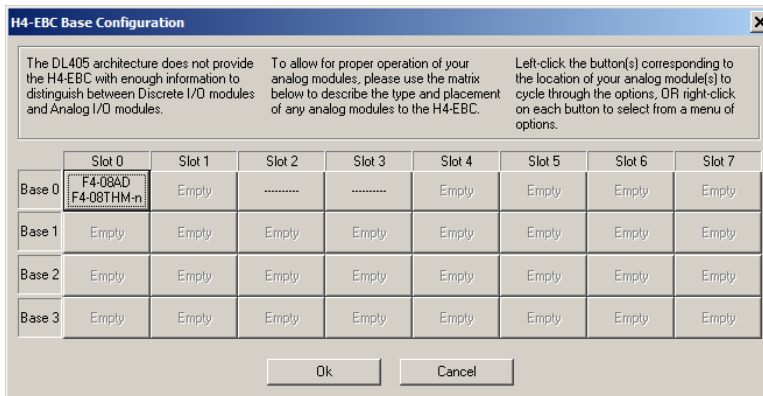 H4-EBC Base Configuration
The DL405 architecture does not provide
the H4-EBC with enough information to
distinguish between Discrete I/O modules
and Analog I/O modules.
To allow for proper operation of your
analog modules, please use the matrix
below to describe the type and placement
of any analog modules to the H4-EBC.
Left-click the button(s) corresponding to
the location of your analog module(s) to
cycle through the options, OR right-click
on each button to select from a menu of
options.
Slot 0 Slot 1 Slot 2 Slot 3 Slot 4 Slot 5 Slot 6 Slot 7
Base 0 F4-08AD
F4-08THM-n Empty ---------- ---------- Empty Empty Empty Empty
Base 1 Empty Empty Empty Empty Empty Empty Empty Empty
Base 2 Empty Empty Empty Empty Empty Empty Empty Empty
Base 3 Empty Empty Empty Empty Empty Empty Empty Empty
Ok Cancel